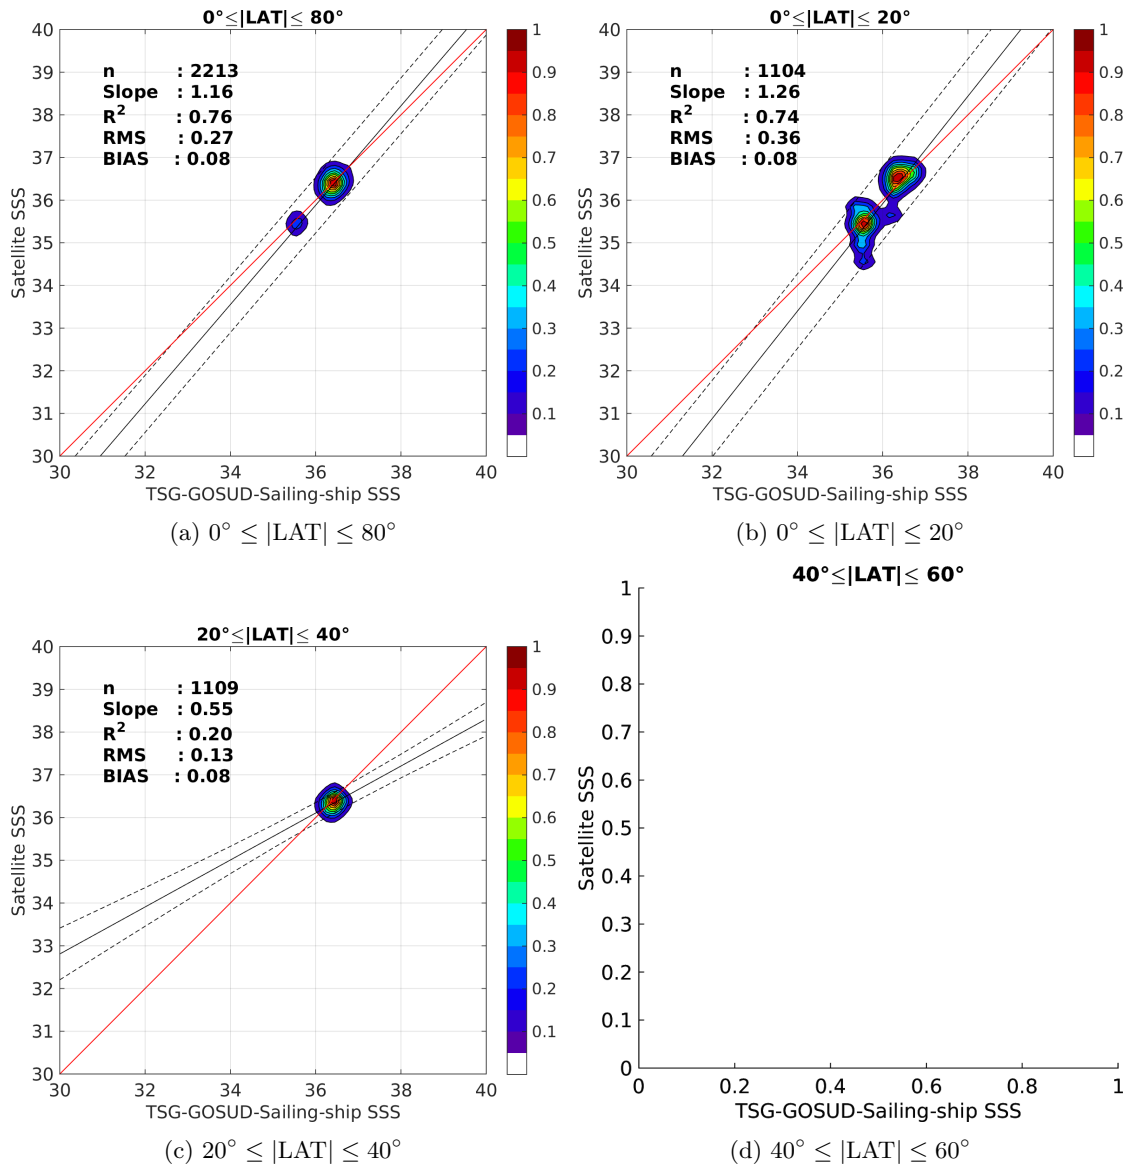 0°≤|LAT|≤ 80°
40
39
38
37
36
35
34
33
32
31
30
Satellite SSS
n : 2213
Slope : 1.16
R² : 0.76
RMS : 0.27
BIAS : 0.08
30 32 34 36 38 40
TSG-GOSUD-Sailing-ship SSS
1
0.9
0.8
0.7
0.6
0.5
0.4
0.3
0.2
0.1
(a) 0° ≤ |LAT| ≤ 80°
0°≤|LAT|≤ 20°
40
39
38
37
36
35
34
33
32
31
30
Satellite SSS
n : 1104
Slope : 1.26
R² : 0.74
RMS : 0.36
BIAS : 0.08
30 32 34 36 38 40
TSG-GOSUD-Sailing-ship SSS
1
0.9
0.8
0.7
0.6
0.5
0.4
0.3
0.2
0.1
(b) 0° ≤ |LAT| ≤ 20°
20°≤|LAT|≤ 40°
40
39
38
37
36
35
34
33
32
31
30
Satellite SSS
n : 1109
Slope : 0.55
R² : 0.20
RMS : 0.13
BIAS : 0.08
30 32 34 36 38 40
TSG-GOSUD-Sailing-ship SSS
1
0.9
0.8
0.7
0.6
0.5
0.4
0.3
0.2
0.1
(c) 20° ≤ |LAT| ≤ 40°
40°≤|LAT|≤ 60°
1
0.9
0.8
0.7
0.6
0.5
0.4
0.3
0.2
0.1
0
Satellite SSS
0 0.2 0.4 0.6 0.8 1
TSG-GOSUD-Sailing-ship SSS
(d) 40° ≤ |LAT| ≤ 60°